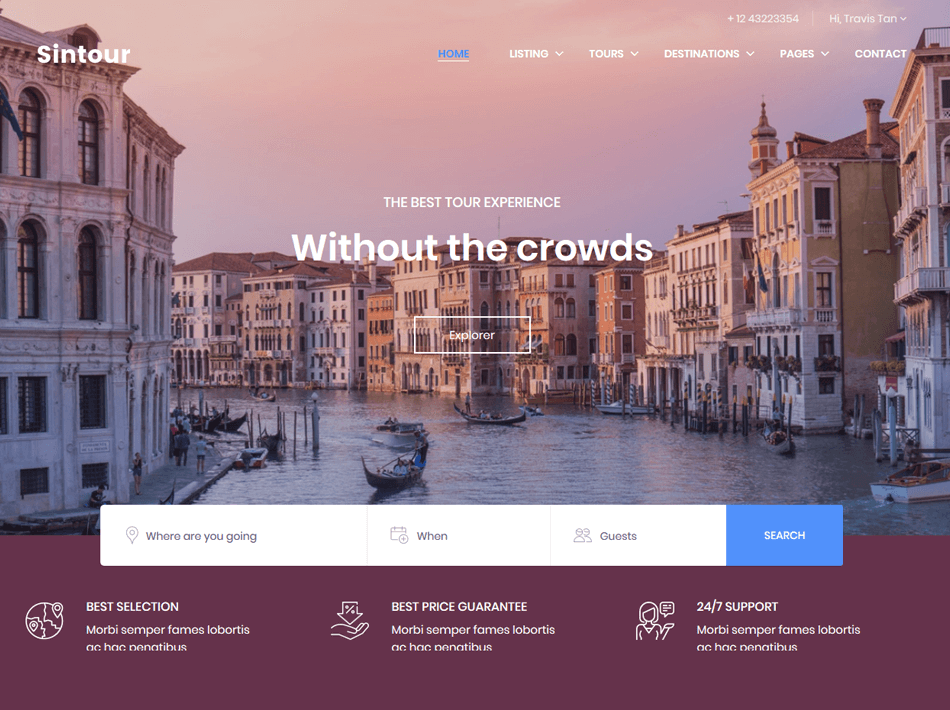 + 12 43223354
Hi, Travis Tan
Sintour
HOME
LISTING
TOURS
DESTINATIONS
PAGES
CONTACT
THE BEST TOUR EXPERIENCE
Without the crowds
Explorer
Where are you going
When
Guests
SEARCH
BEST SELECTION
Morbi semper fames lobortis
ac hac penatibus
BEST PRICE GUARANTEE
Morbi semper fames lobortis
ac hac penatibus
24/7 SUPPORT
Morbi semper fames lobortis
ac hac penatibus